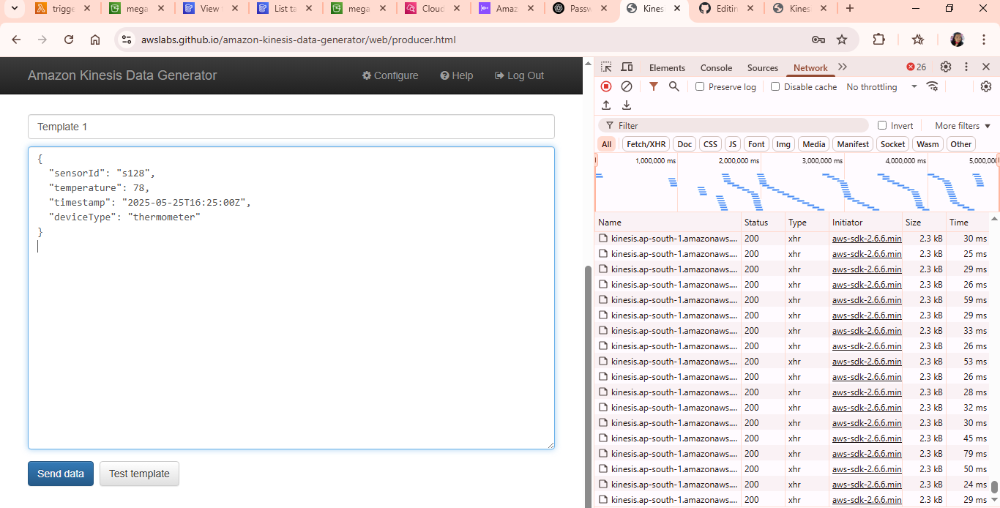 trigge
mega
View
List ta
mega
Cloud
Amaz
Passw
Kines
Editin
Kines
awslabs.github.io/amazon-kinesis-data-generator/web/producer.html
Amazon Kinesis Data Generator
Configure
Help
Log Out
Template 1
{
"sensorId": "s128",
"temperature": 78,
"timestamp": "2025-05-25T16:25:00Z",
"deviceType": "thermometer"
}
Send data
Test template
Elements Console Sources Network 26
Preserve log Disable cache No throttling
Filter Invert More filters
All Fetch/XHR Doc CSS JS Font Img Media Manifest Socket Wasm Other
1,000,000 ms 2,000,000 ms 3,000,000 ms 4,000,000 ms 5,000,
Name Status Type Initiator Size Time
kinesis.ap-south-1.amazonaws.... 200 xhr aws-sdk-2.6.6.min 2.3 kB 30 ms
kinesis.ap-south-1.amazonaws.... 200 xhr aws-sdk-2.6.6.min 2.3 kB 25 ms
kinesis.ap-south-1.amazonaws.... 200 xhr aws-sdk-2.6.6.min 2.3 kB 29 ms
kinesis.ap-south-1.amazonaws.... 200 xhr aws-sdk-2.6.6.min 2.3 kB 26 ms
kinesis.ap-south-1.amazonaws.... 200 xhr aws-sdk-2.6.6.min 2.3 kB 59 ms
kinesis.ap-south-1.amazonaws.... 200 xhr aws-sdk-2.6.6.min 2.3 kB 29 ms
kinesis.ap-south-1.amazonaws.... 200 xhr aws-sdk-2.6.6.min 2.3 kB 33 ms
kinesis.ap-south-1.amazonaws.... 200 xhr aws-sdk-2.6.6.min 2.3 kB 26 ms
kinesis.ap-south-1.amazonaws.... 200 xhr aws-sdk-2.6.6.min 2.3 kB 53 ms
kinesis.ap-south-1.amazonaws.... 200 xhr aws-sdk-2.6.6.min 2.3 kB 26 ms
kinesis.ap-south-1.amazonaws.... 200 xhr aws-sdk-2.6.6.min 2.3 kB 28 ms
kinesis.ap-south-1.amazonaws.... 200 xhr aws-sdk-2.6.6.min 2.3 kB 32 ms
kinesis.ap-south-1.amazonaws.... 200 xhr aws-sdk-2.6.6.min 2.3 kB 30 ms
kinesis.ap-south-1.amazonaws.... 200 xhr aws-sdk-2.6.6.min 2.3 kB 45 ms
kinesis.ap-south-1.amazonaws.... 200 xhr aws-sdk-2.6.6.min 2.3 kB 79 ms
kinesis.ap-south-1.amazonaws.... 200 xhr aws-sdk-2.6.6.min 2.3 kB 50 ms
kinesis.ap-south-1.amazonaws.... 200 xhr aws-sdk-2.6.6.min 2.3 kB 24 ms
kinesis.ap-south-1.amazonaws.... 200 xhr aws-sdk-2.6.6.min 2.3 kB 29 ms